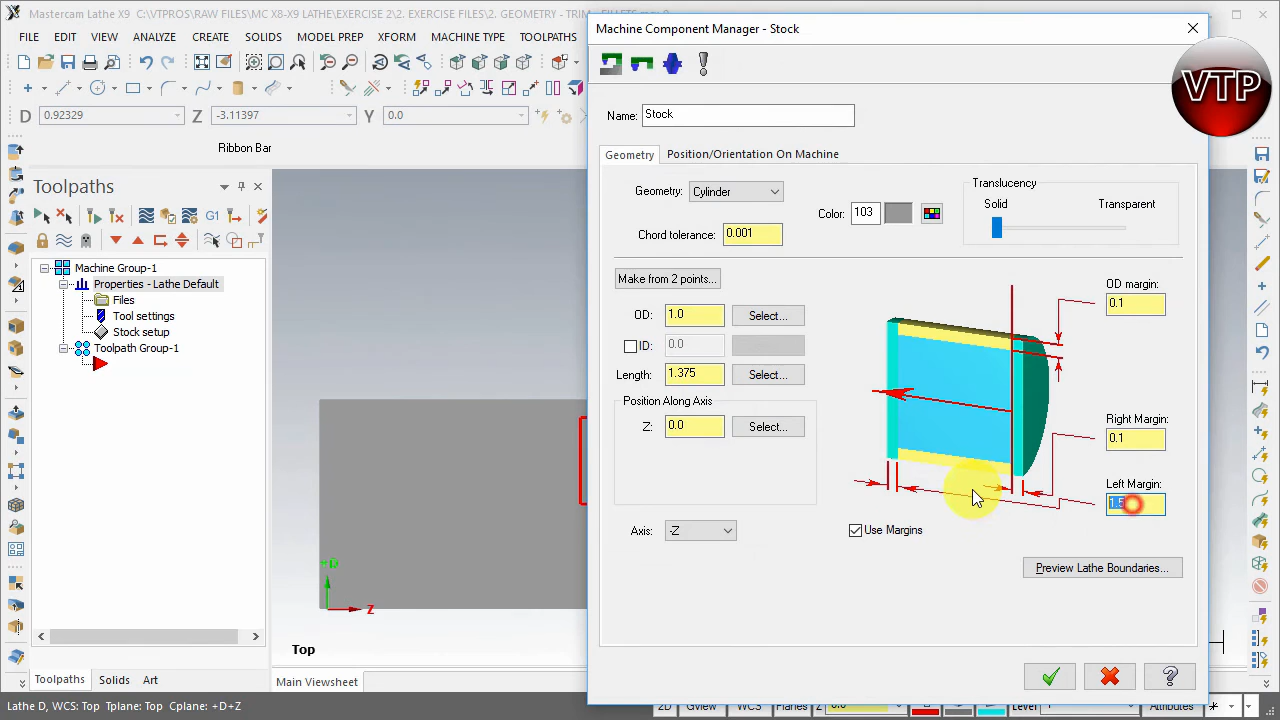 Mastercam Lathe X9 C:\VTPROS\RAW FILES\MC X8-X9 LATHE\EXERCISE 2\2. EXERCISE FILES\2. GEOMETRY - TRIM
FILE EDIT VIEW ANALYZE CREATE SOLIDS MODEL PREP XFORM MACHINE TYPE TOOLPATHS
D 0.92329 Z -3.11397 Y 0.0
Ribbon Bar
Toolpaths
G1
Machine Group-1
Properties - Lathe Default
Files
Tool settings
Stock setup
Toolpath Group-1
Toolpaths Solids Art
Lathe D, WCS: Top Tplane: Top Cplane: +D+Z
+D
Z
Top
Main Viewsheet
Machine Component Manager - Stock
Name: Stock
Geometry Position/Orientation On Machine
Geometry: Cylinder
Color: 103
Chord tolerance: 0.001
Translucency
Solid Transparent
Make from 2 points...
OD: 1.0 Select...
ID: 0.0
Length: 1.375 Select...
Position Along Axis
Z: 0.0 Select...
Axis: -Z
OD margin:
0.1
Right Margin:
0.1
Left Margin:
1.5
Use Margins
Preview Lathe Boundaries...
2D Gview WCS Planes Z 0.0 Level Attributes
VTP